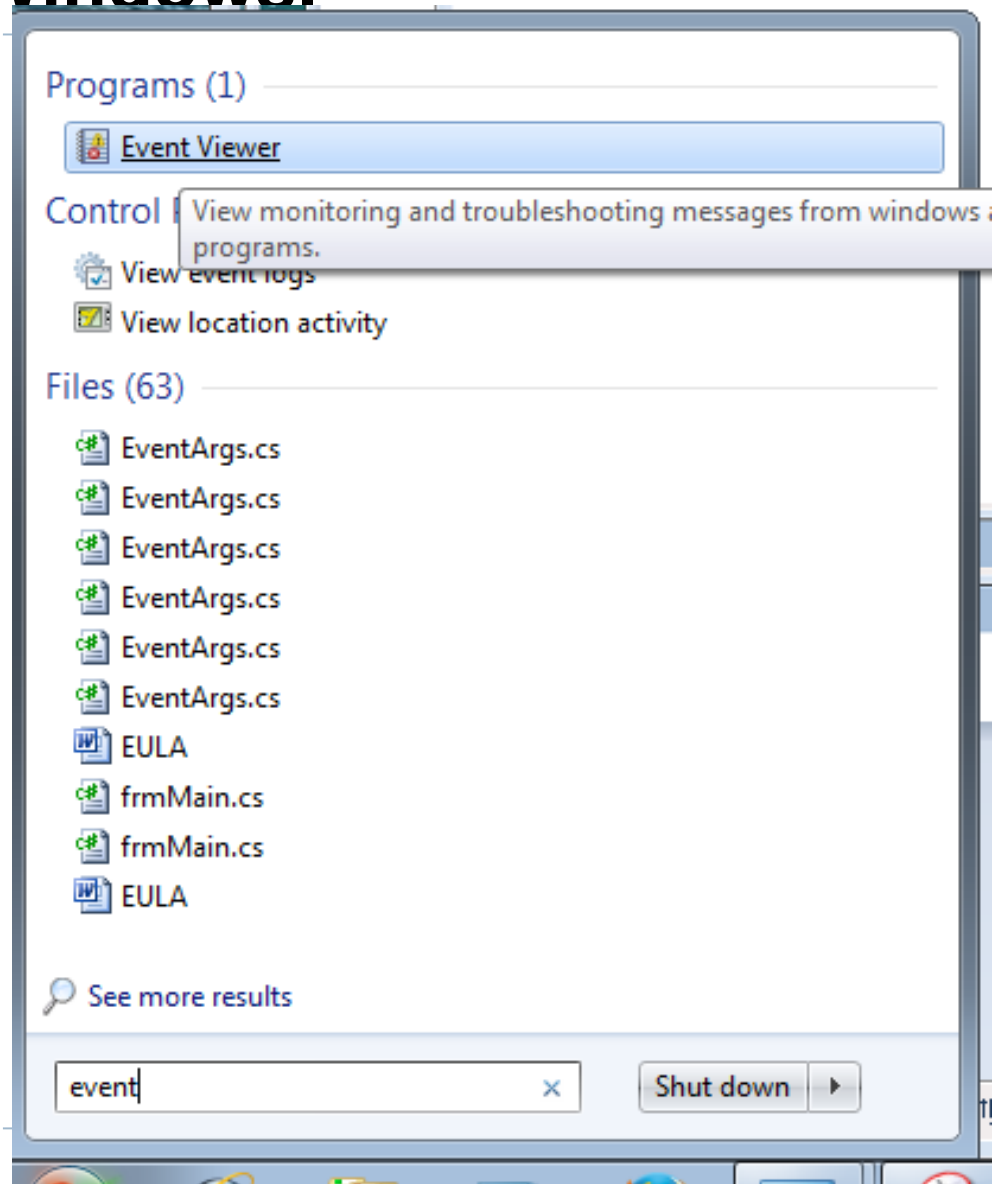 Programs (1)
Event Viewer
Control
View monitoring and troubleshooting messages from windows
programs.
View event logs
View location activity
Files (63)
EventArgs.cs
EventArgs.cs
EventArgs.cs
EventArgs.cs
EventArgs.cs
EventArgs.cs
EULA
frmMain.cs
frmMain.cs
EULA
See more results
event
Shut down